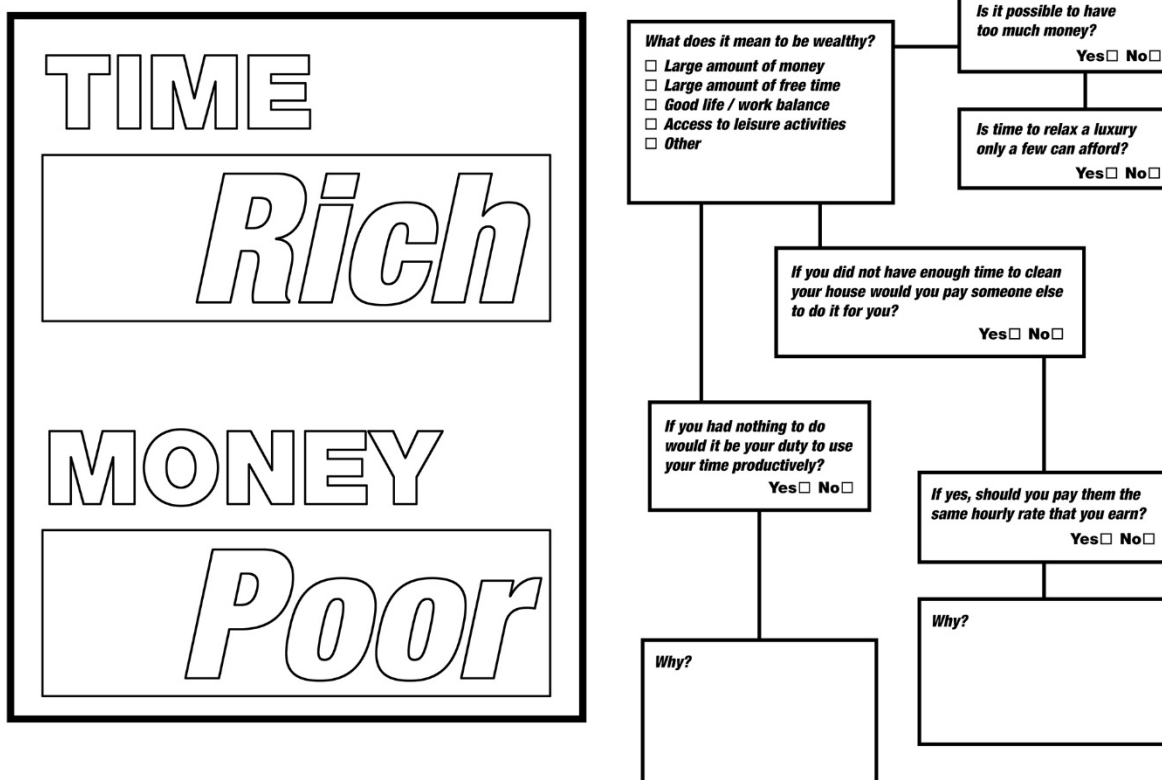 TIME
Rich
MONEY
Poor
What does it mean to be wealthy?
☐ Large amount of money
☐ Large amount of free time
☐ Good life / work balance
☐ Access to leisure activities
☐ Other
Is it possible to have
too much money?
Yes☐ No☐
Is time to relax a luxury
only a few can afford?
Yes☐ No☐
If you did not have enough time to clean
your house would you pay someone else
to do it for you?
Yes☐ No☐
If you had nothing to do
would it be your duty to use
your time productively?
Yes☐ No☐
If yes, should you pay them the
same hourly rate that you earn?
Yes☐ No☐
Why?
Why?